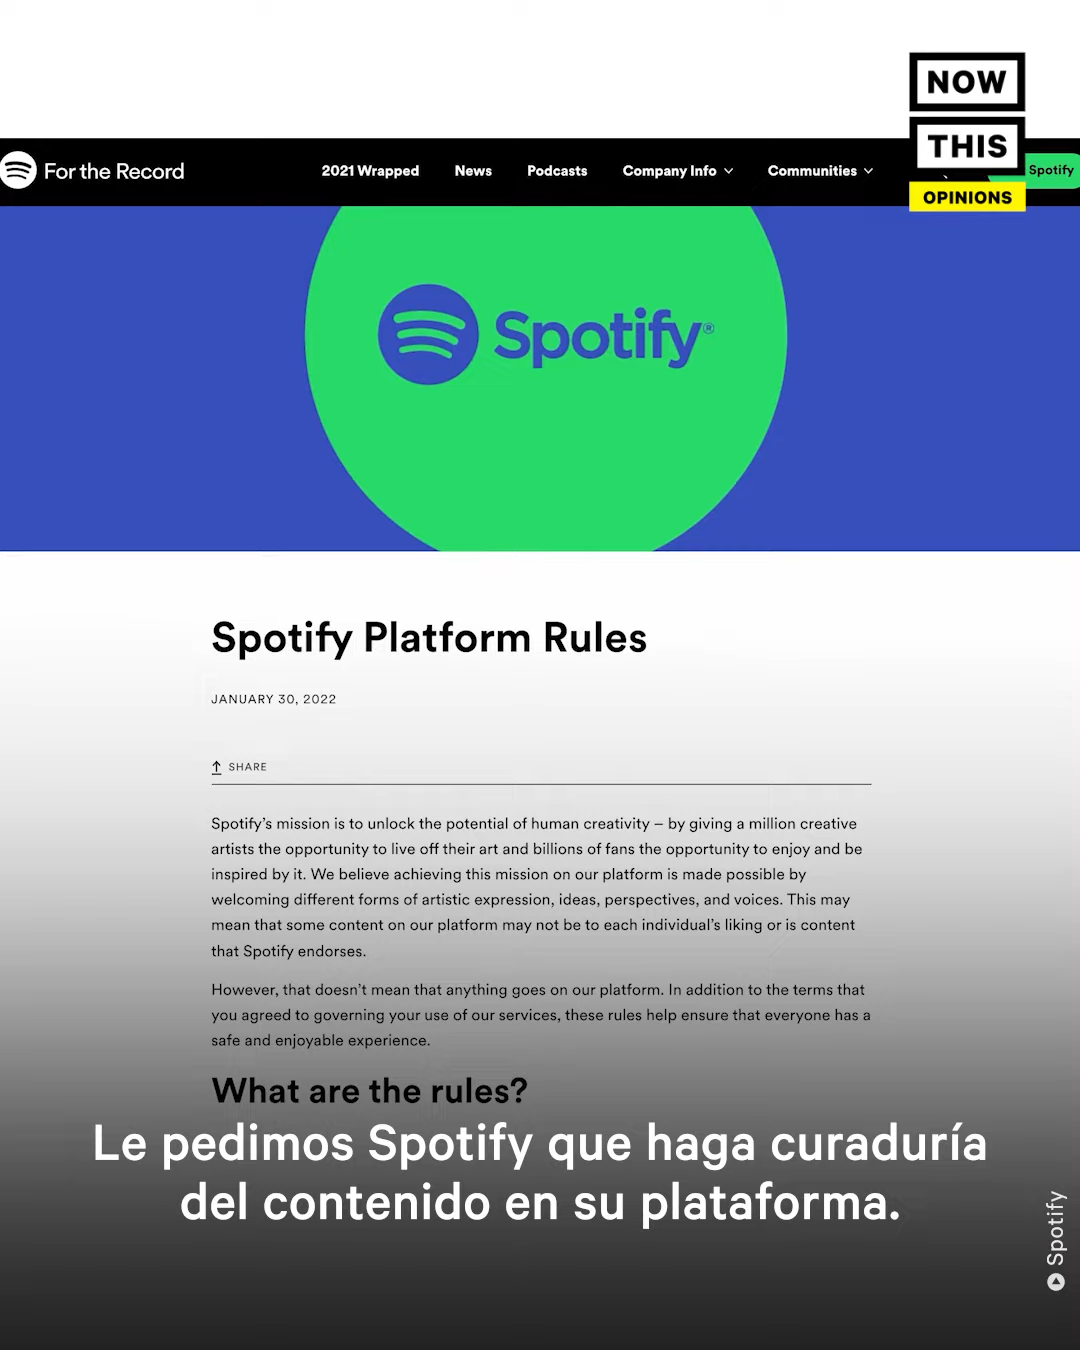 NOW
THIS
OPINIONS
For the Record
2021 Wrapped News Podcasts Company Info Communities
Spotify
Spotify®
Spotify Platform Rules
JANUARY 30, 2022
SHARE
Spotify’s mission is to unlock the potential of human creativity – by giving a million creative
artists the opportunity to live off their art and billions of fans the opportunity to enjoy and be
inspired by it. We believe achieving this mission on our platform is made possible by
welcoming different forms of artistic expression, ideas, perspectives, and voices. This may
mean that some content on our platform may not be to each individual’s liking or is content
that Spotify endorses.
However, that doesn’t mean that anything goes on our platform. In addition to the terms that
you agreed to governing your use of our services, these rules help ensure that everyone has a
safe and enjoyable experience.
What are the rules?
Le pedimos Spotify que haga curaduría
del contenido en su plataforma.
Spotify